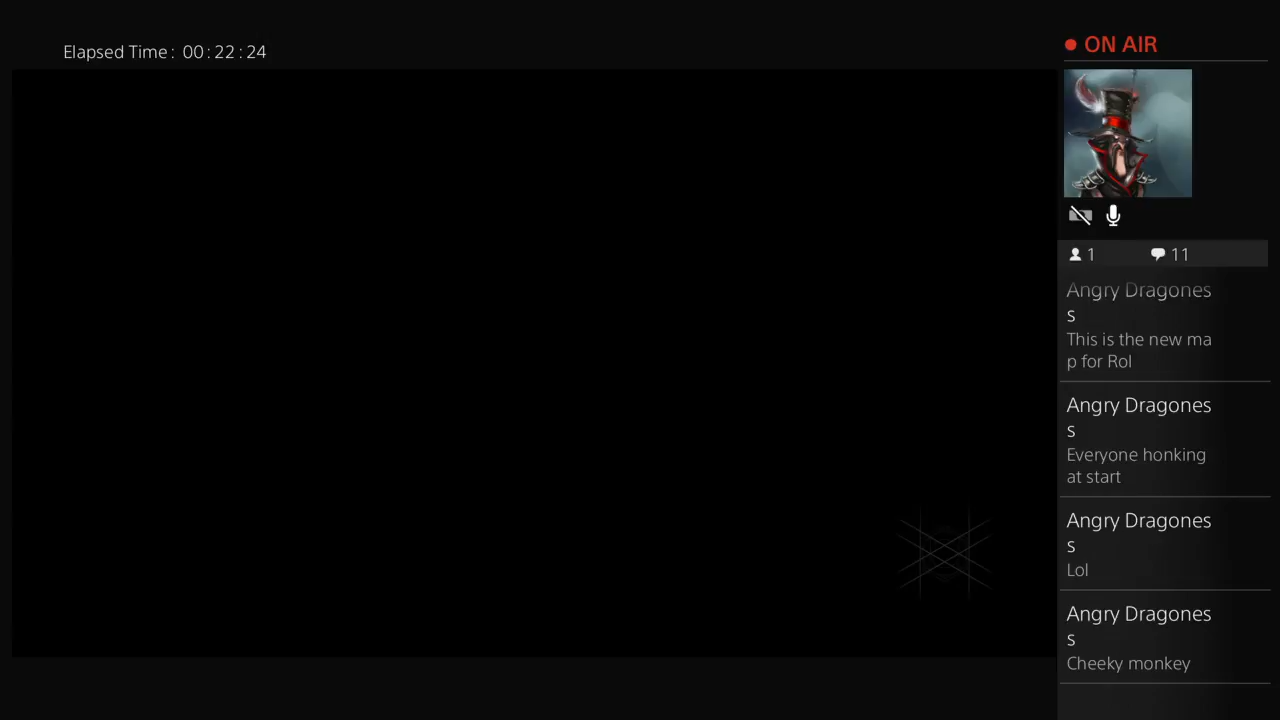 Elapsed Time: 00:22:24
ON AIR
1 11
Angry Dragones
s
This is the new ma
p for Rol
Angry Dragones
s
Everyone honking
at start
Angry Dragones
s
Lol
Angry Dragones
s
Cheeky monkey